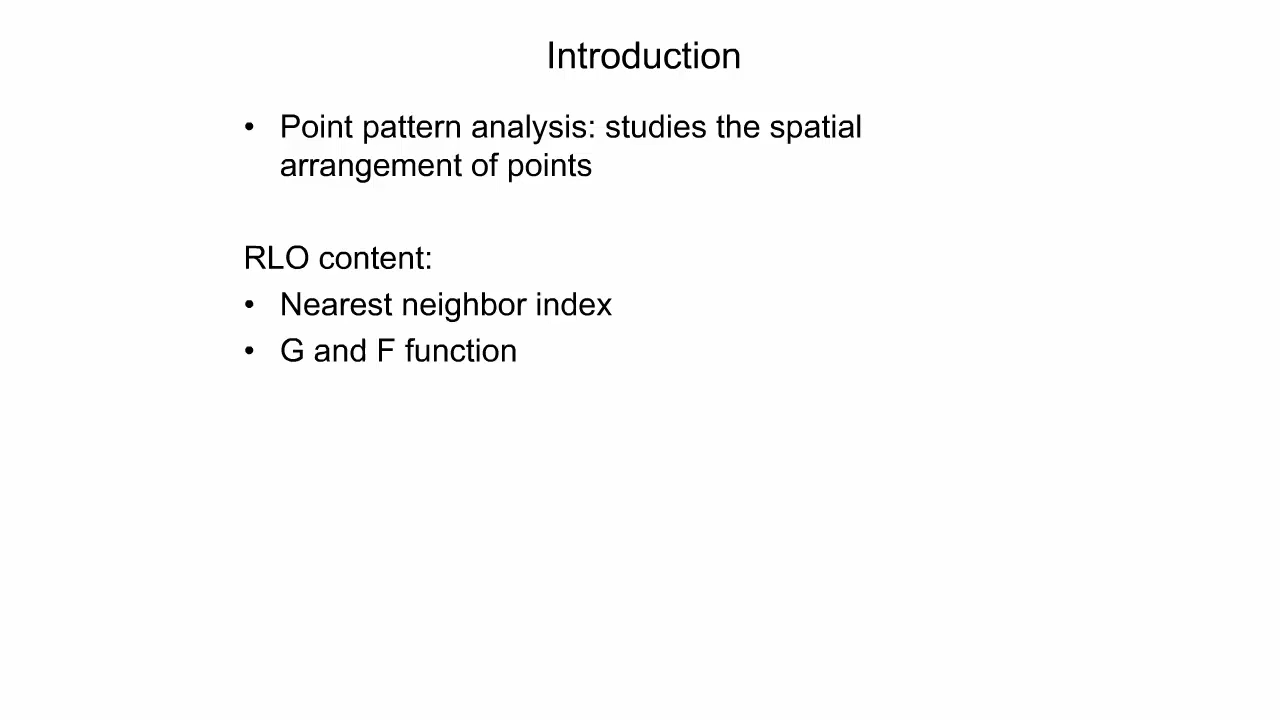 Introduction
• Point pattern analysis: studies the spatial
arrangement of points
RLO content:
• Nearest neighbor index
• G and F function